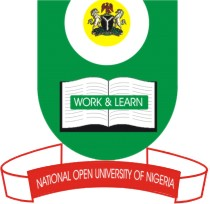 WORK & LEARN
NATIONAL OPEN UNIVERSITY OF NIGERIA